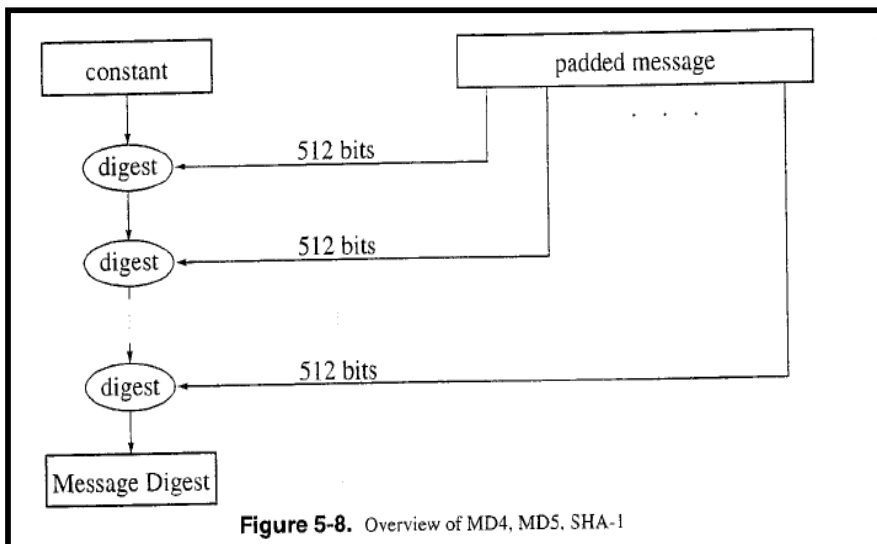 constant
padded message
. . .
512 bits
digest
512 bits
digest
512 bits
digest
Message Digest
Figure 5-8. Overview of MD4, MD5, SHA-1